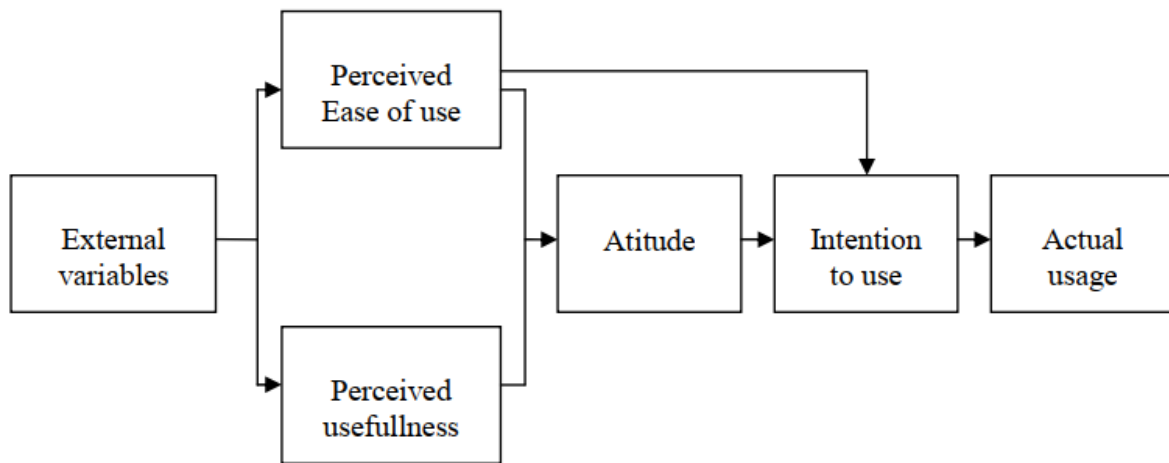 Perceived
Ease of use
External
variables
Atitude
Intention
to use
Actual
usage
Perceived
usefullness